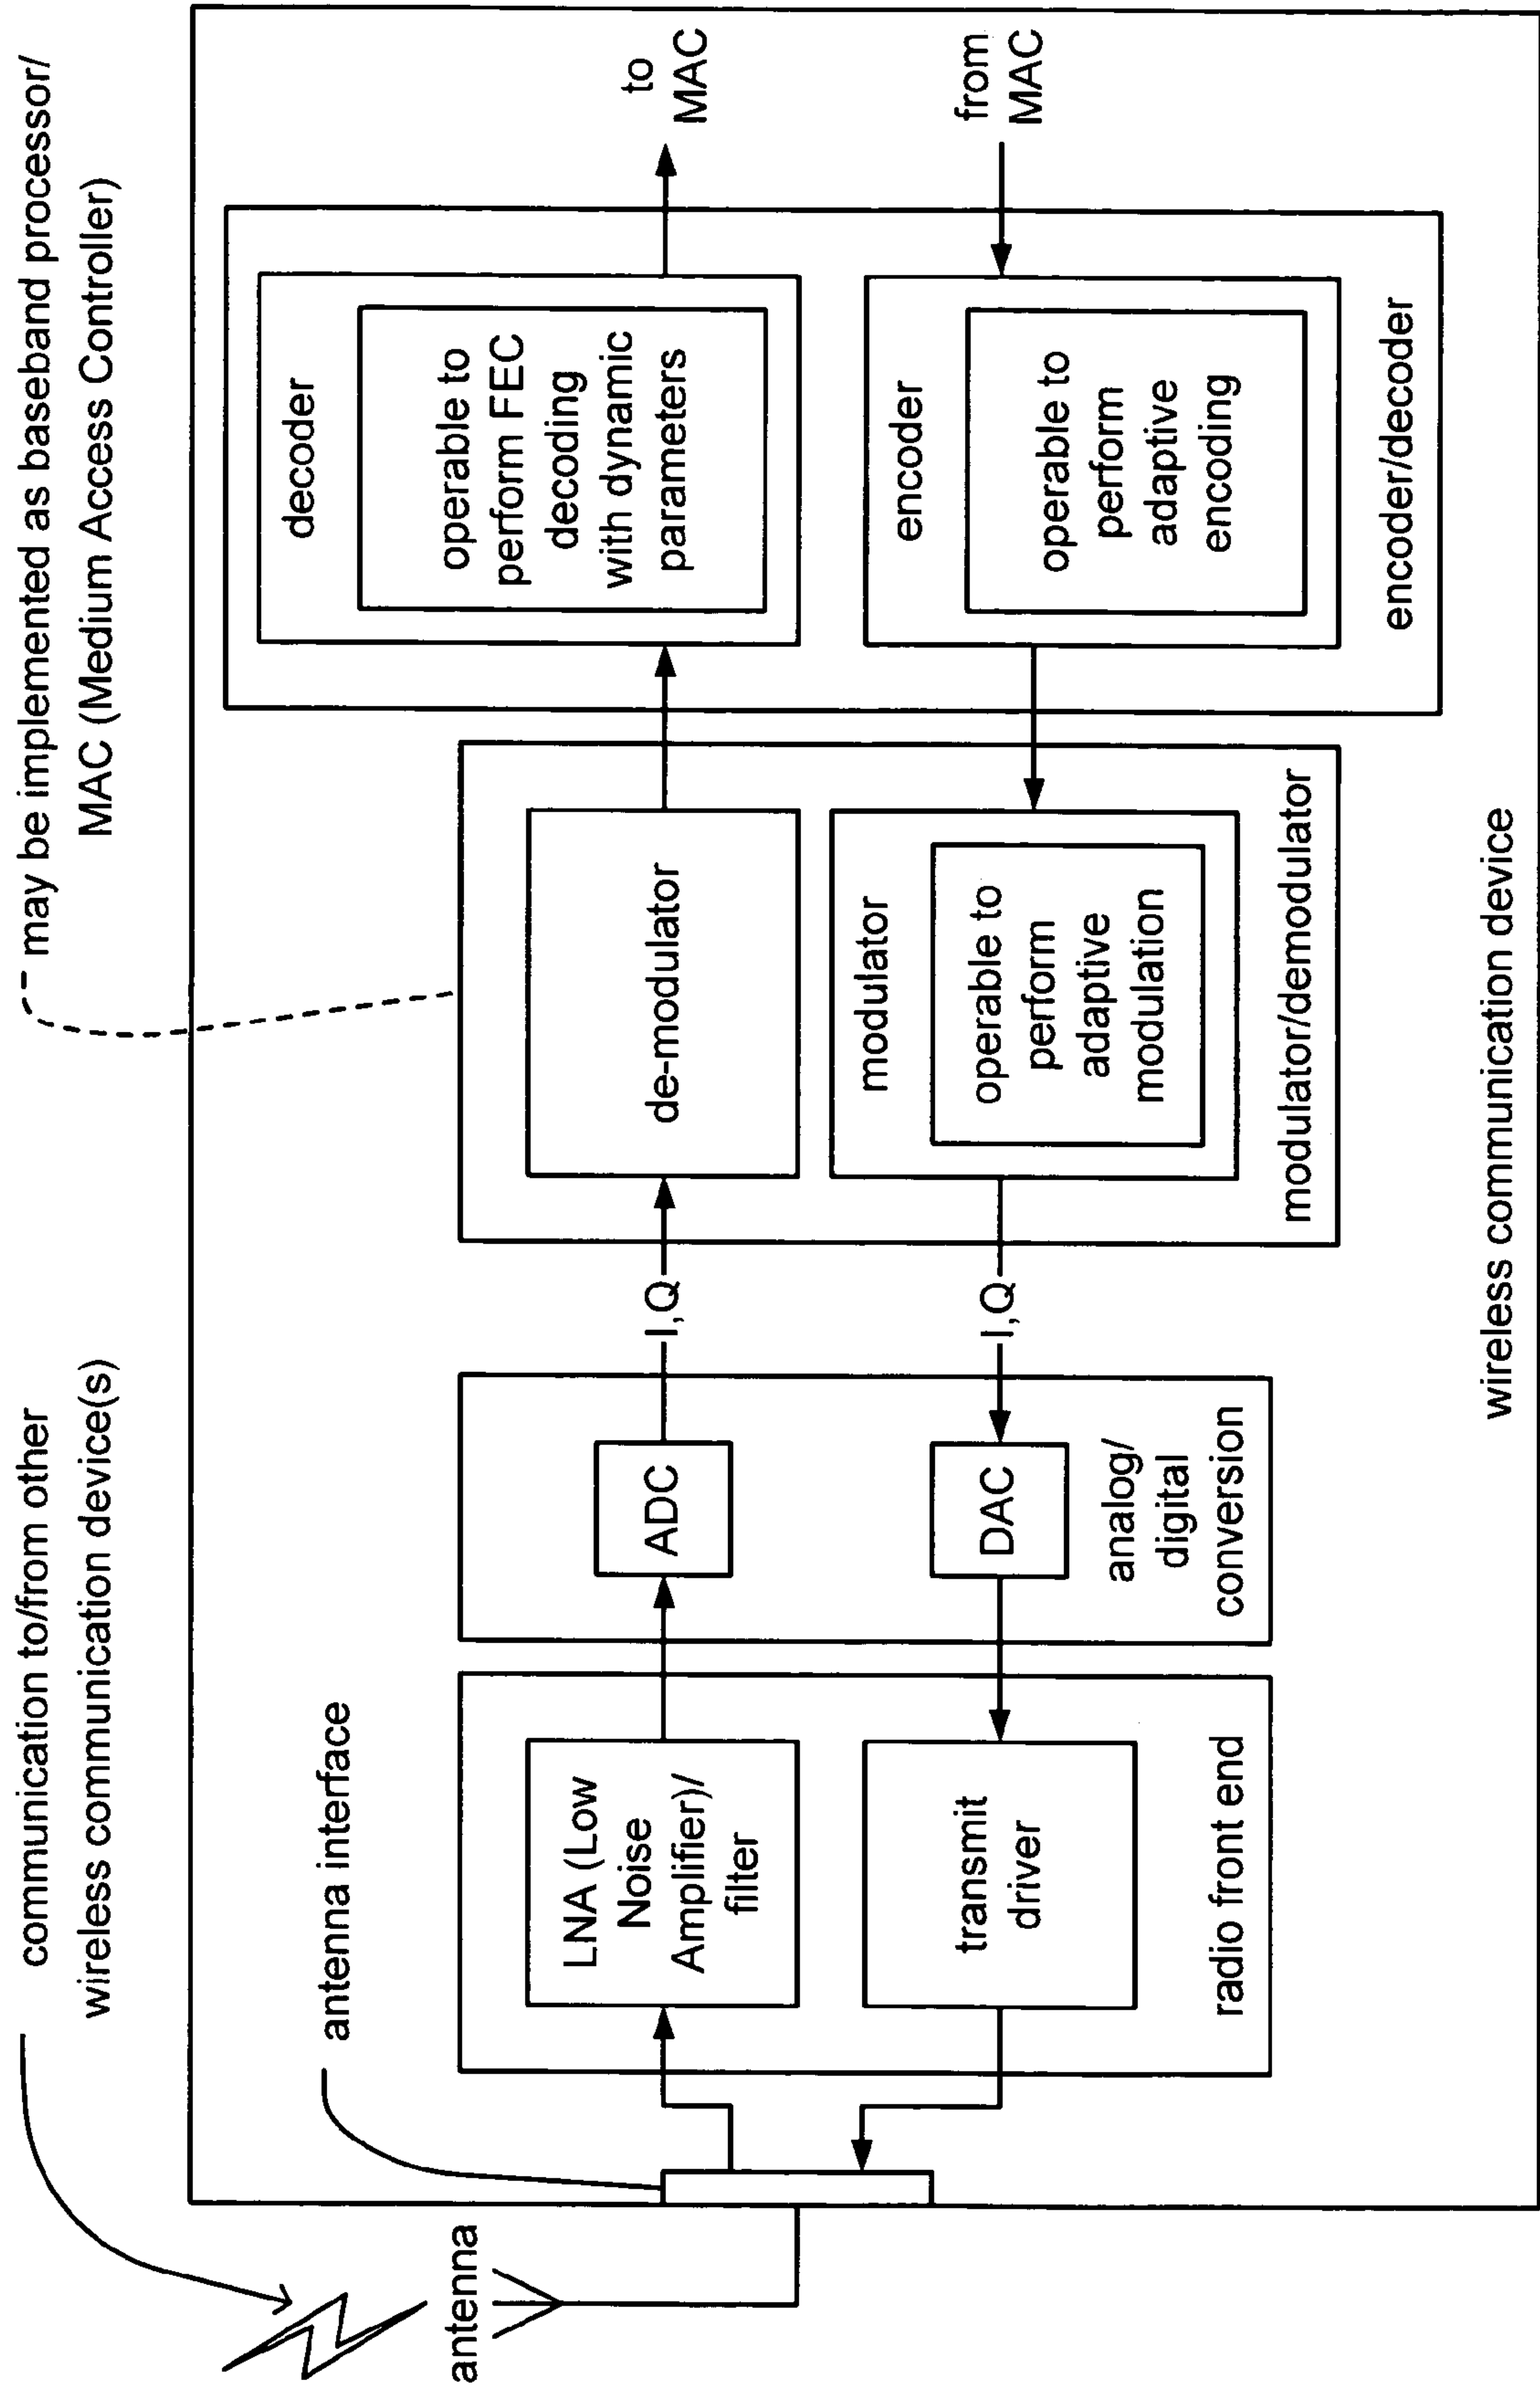 communication to/from other
wireless communication device(s)
may be implemented as baseband processor/
MAC (Medium Access Controller)
antenna interface
antenna
LNA (Low
Noise
Amplifier)/
filter
transmit
driver
radio front end
ADC
DAC
analog/
digital
conversion
I,Q
I,Q
de-modulator
modulator
operable to
perform
adaptive
modulation
modulator/demodulator
decoder
operable to
perform FEC
decoding
with dynamic
parameters
encoder
operable to
perform
adaptive
encoding
encoder/decoder
to
MAC
from
MAC
wireless communication device